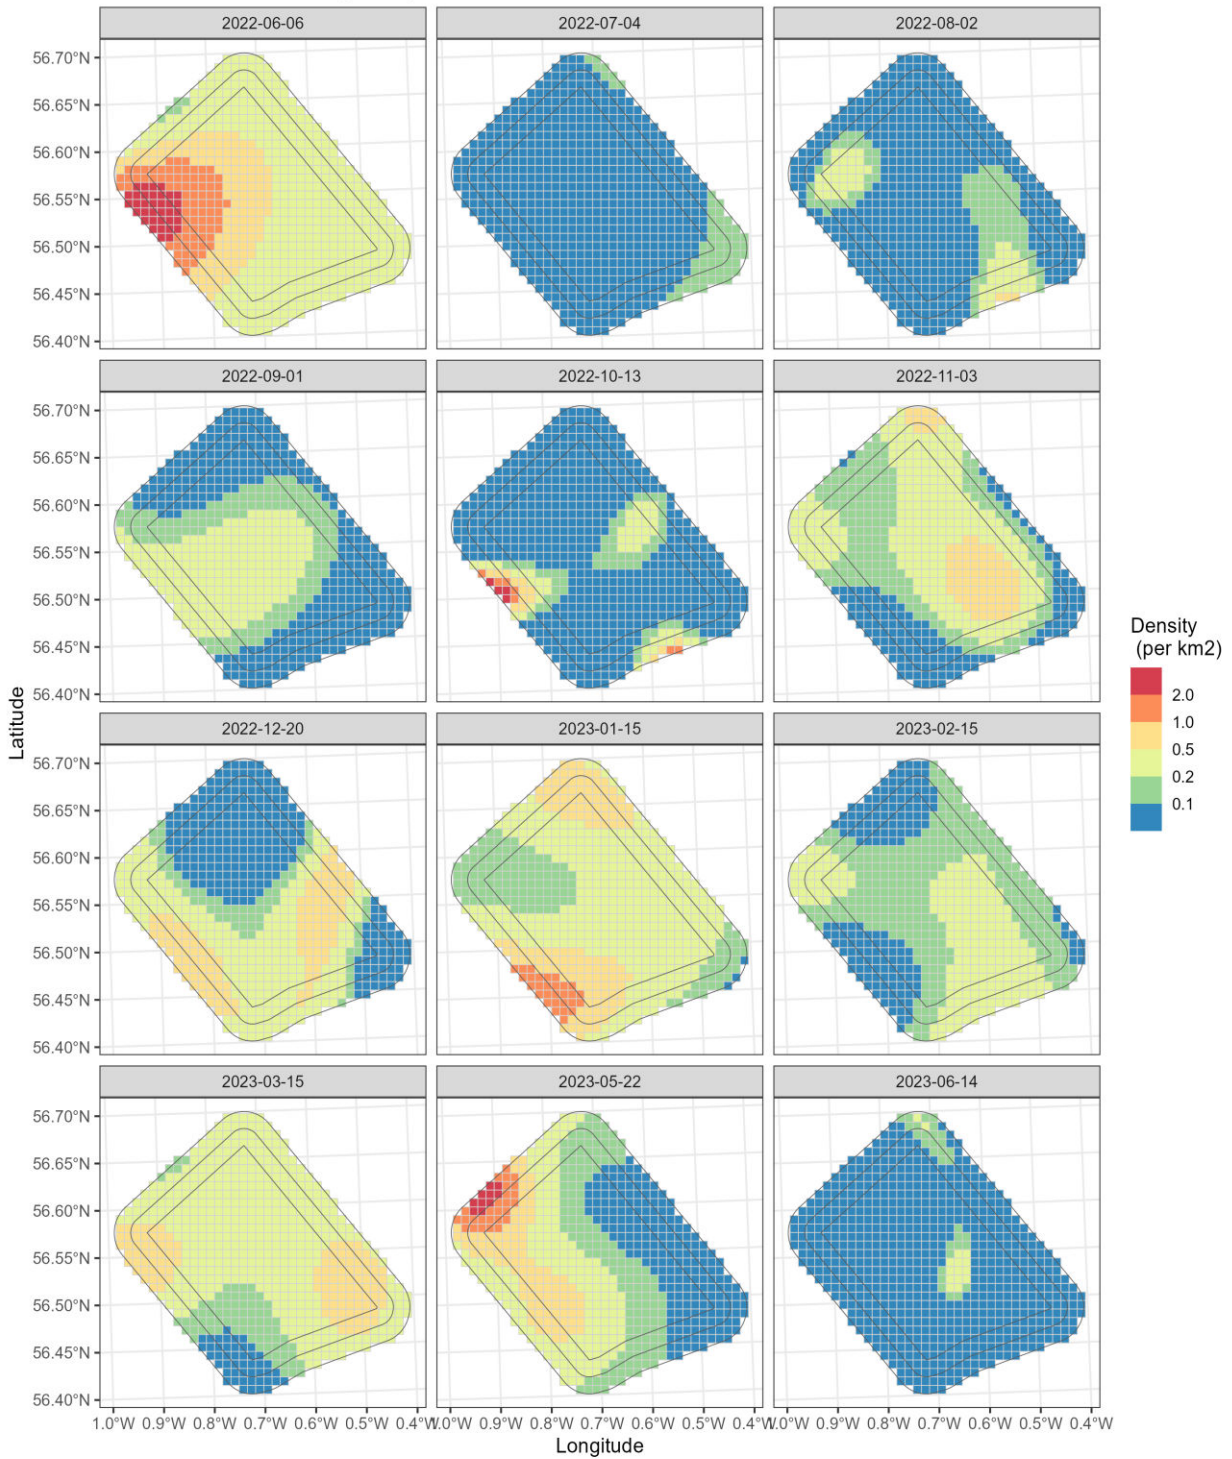 2022-06-06
2022-07-04
2022-08-02
56.70°N
56.65°N
56.60°N
56.55°N
56.50°N
56.45°N
56.40°N
2022-09-01
2022-10-13
2022-11-03
56.70°N
56.65°N
56.60°N
56.55°N
56.50°N
56.45°N
56.40°N
2022-12-20
2023-01-15
2023-02-15
56.70°N
56.65°N
56.60°N
56.55°N
56.50°N
56.45°N
56.40°N
2023-03-15
2023-05-22
2023-06-14
56.70°N
56.65°N
56.60°N
56.55°N
56.50°N
56.45°N
56.40°N
1.0°W 0.9°W 0.8°W 0.7°W 0.6°W 0.5°W 0.4°W
1.0°W 0.9°W 0.8°W 0.7°W 0.6°W 0.5°W 0.4°W
1.0°W 0.9°W 0.8°W 0.7°W 0.6°W 0.5°W 0.4°W
Longitude
Latitude
Density
(per km2)
2.0
1.0
0.5
0.2
0.1